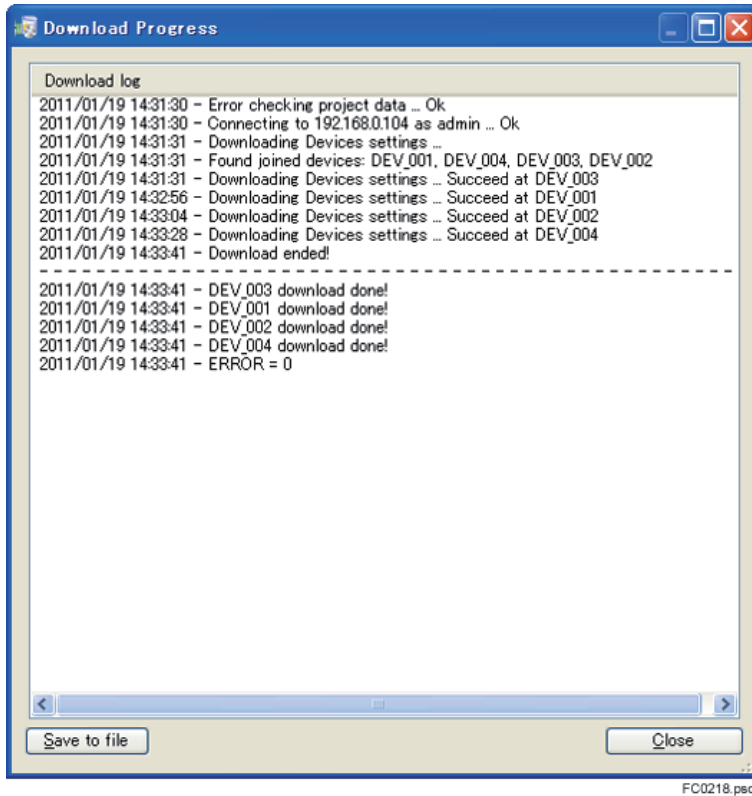 Download Progress
Download log
2011/01/19 14:31:30 - Error checking project data ... Ok
2011/01/19 14:31:30 - Connecting to 192.168.0.104 as admin ... Ok
2011/01/19 14:31:31 - Downloading Devices settings ...
2011/01/19 14:31:31 - Found joined devices: DEV_001, DEV_004, DEV_003, DEV_002
2011/01/19 14:31:31 - Downloading Devices settings ... Succeed at DEV_003
2011/01/19 14:32:56 - Downloading Devices settings ... Succeed at DEV_001
2011/01/19 14:33:04 - Downloading Devices settings ... Succeed at DEV_002
2011/01/19 14:33:28 - Downloading Devices settings ... Succeed at DEV_004
2011/01/19 14:33:41 - Download ended!
- - - - - - - - - - - - - - - - - - - - - - - - - - - - - - - - - - - - - - - - - - - - -
2011/01/19 14:33:41 - DEV_003 download done!
2011/01/19 14:33:41 - DEV_001 download done!
2011/01/19 14:33:41 - DEV_002 download done!
2011/01/19 14:33:41 - DEV_004 download done!
2011/01/19 14:33:41 - ERROR = 0
Save to file
Close
FC0218.psd